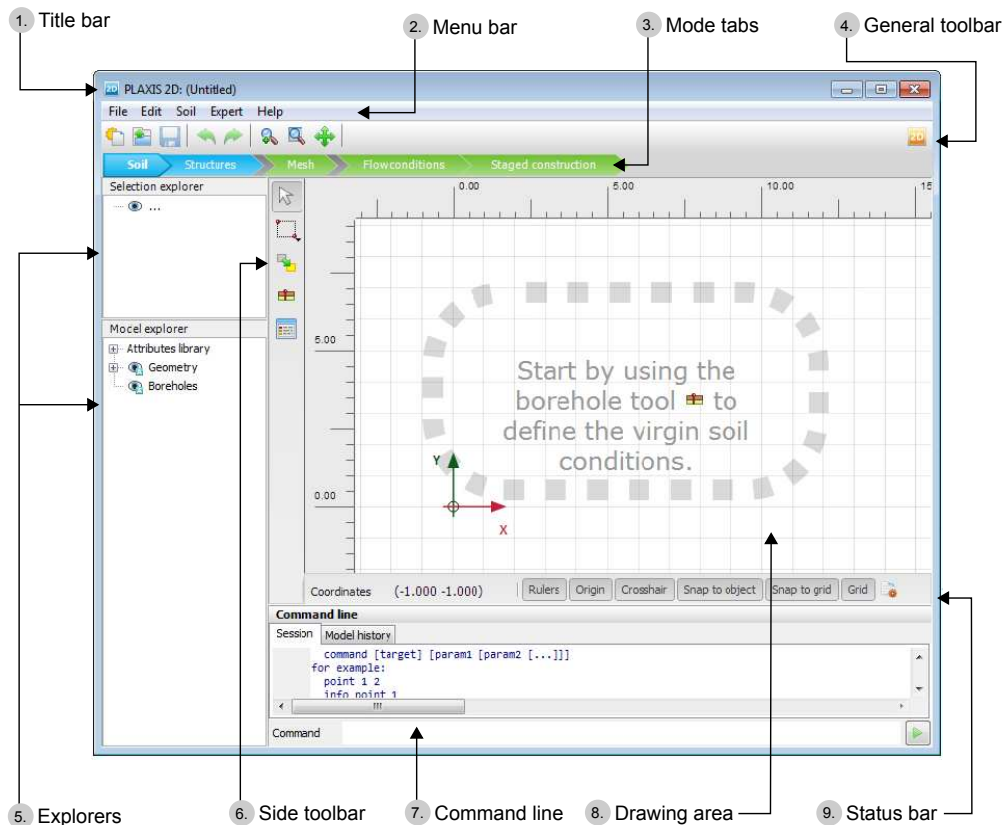 1. Title bar
2. Menu bar
3. Mode tabs
4. General toolbar
2D PLAXIS 2D: (Untitled)
File Edit Soil Expert Help
2D
Soil Structures Mesh Flow conditions Staged construction
Selection explorer
...
0.00 5.00 10.00 15
Mocel explorer
Attributes library
Geometry
Boreholes
5.00
Start by using the
borehole tool to
define the virgin soil
conditions.
Y
0.00
X
Coordinates (-1.000 -1.000) Rulers Origin Crosshair Snap to object Snap to grid Grid
Command line
Session Model history
command [target] [param1 [param2 [...]]]
for example:
point 1 2
info point 1
Command
5. Explorers
6. Side toolbar
7. Command line
8. Drawing area
9. Status bar